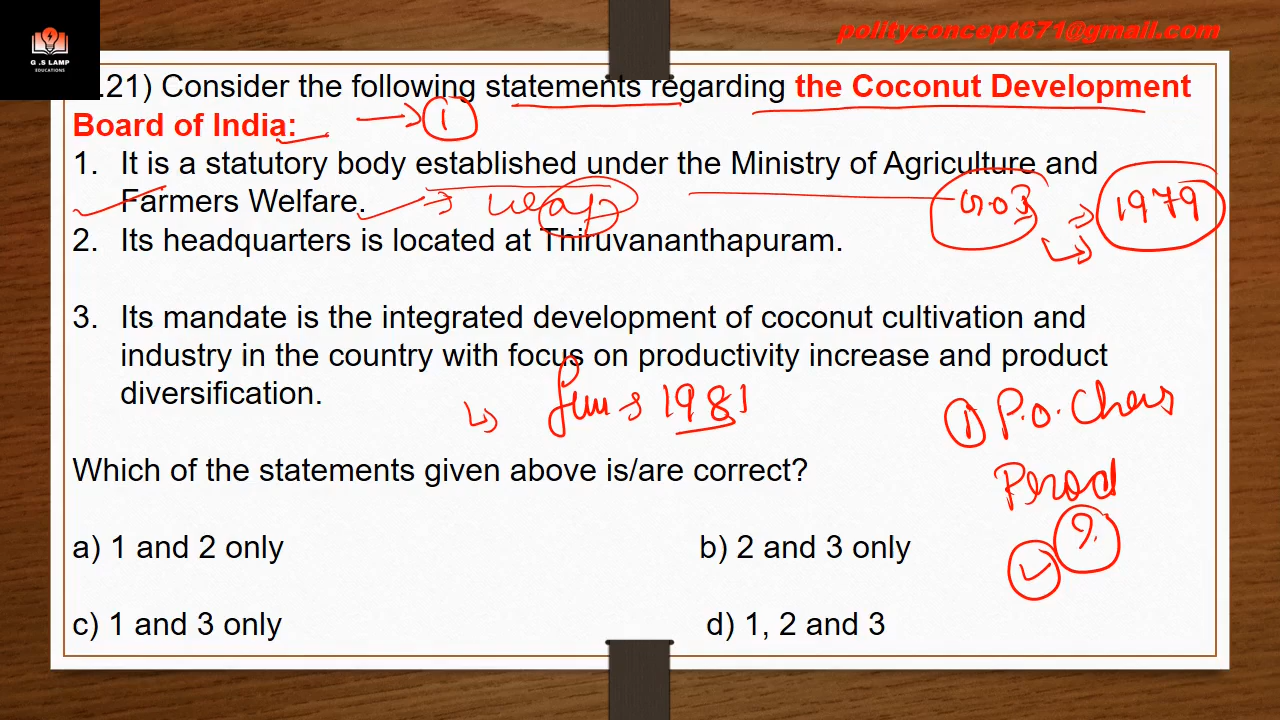 polityconcept671@gmail.com
G .S LAMP
EDUCATIONS
.21) Consider the following statements regarding the Coconut Development
Board of India:
1
1. It is a statutory body established under the Ministry of Agriculture and
Farmers Welfare.
G.O.I
1979
2. Its headquarters is located at Thiruvananthapuram.
3. Its mandate is the integrated development of coconut cultivation and
industry in the country with focus on productivity increase and product
diversification.
1981
Which of the statements given above is/are correct?
a) 1 and 2 only
b) 2 and 3 only
c) 1 and 3 only
d) 1, 2 and 3